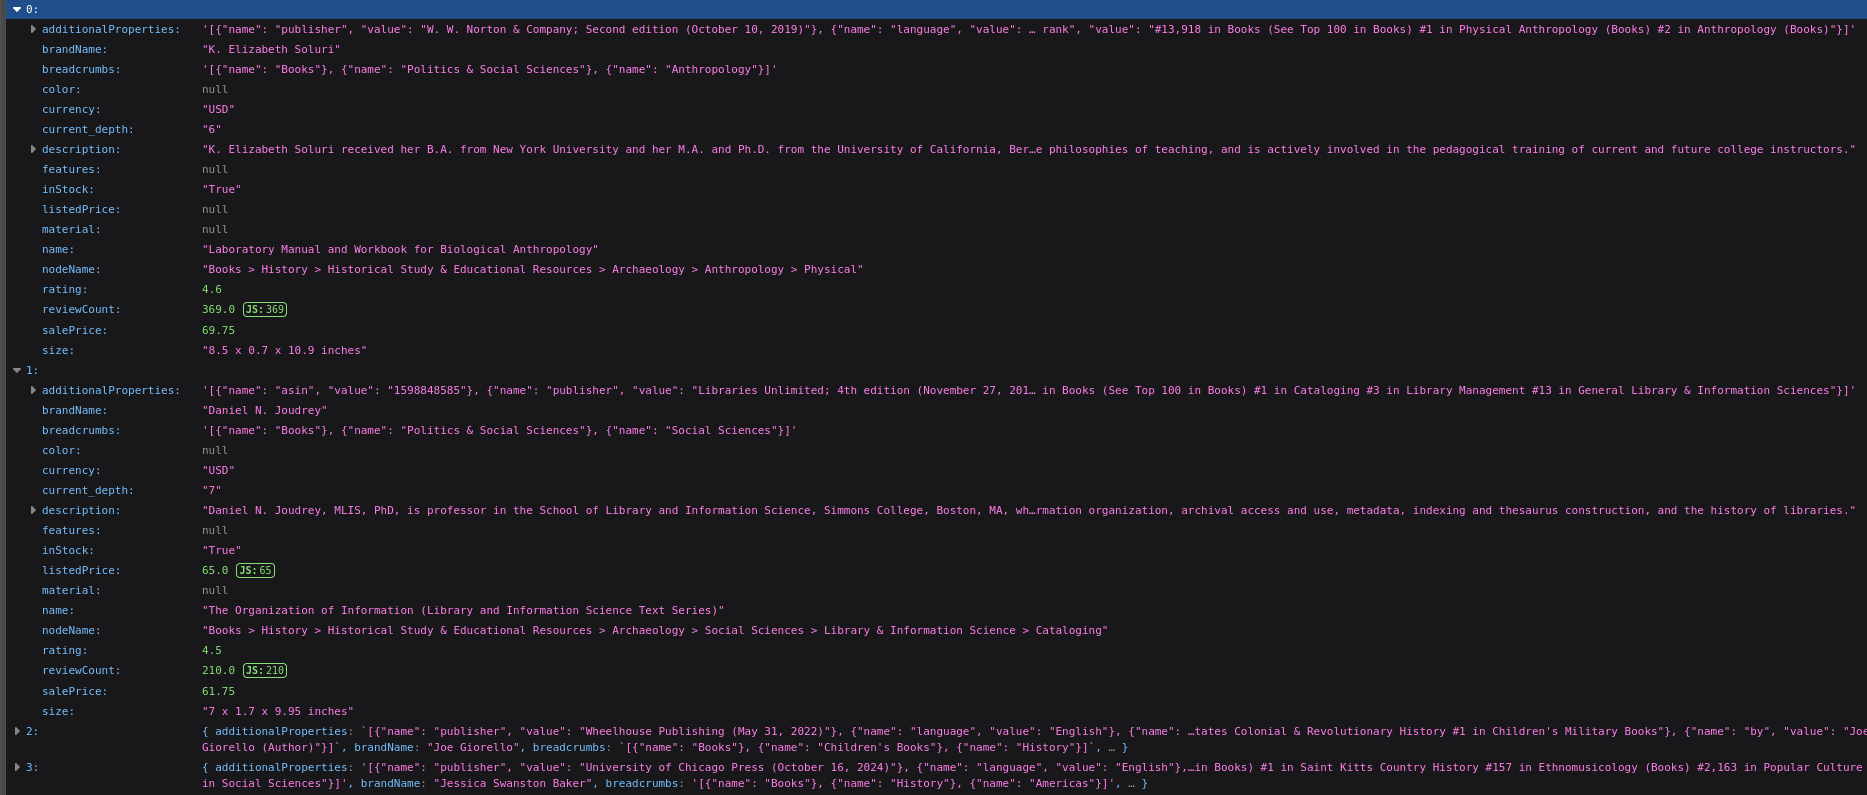 0:
additionalProperties: '[{"name": "publisher", "value": "W. W. Norton & Company; Second edition (October 10, 2019)"}, {"name": "language", "value": … rank", "value": "#13,918 in Books (See Top 100 in Books) #1 in Physical Anthropology (Books) #2 in Anthropology (Books)"}]'
brandName: "K. Elizabeth Soluri"
breadcrumbs: '[{"name": "Books"}, {"name": "Politics & Social Sciences"}, {"name": "Anthropology"}]'
color: null
currency: "USD"
current_depth: "6"
description: "K. Elizabeth Soluri received her B.A. from New York University and her M.A. and Ph.D. from the University of California, Ber…e philosophies of teaching, and is actively involved in the pedagogical training of current and future college instructors."
features: null
inStock: "True"
listedPrice: null
material: null
name: "Laboratory Manual and Workbook for Biological Anthropology"
nodeName: "Books > History > Historical Study & Educational Resources > Archaeology > Anthropology > Physical"
rating: 4.6
reviewCount: 369.0 JS:369
salePrice: 69.75
size: "8.5 x 0.7 x 10.9 inches"
1:
additionalProperties: '[{"name": "asin", "value": "1598848585"}, {"name": "publisher", "value": "Libraries Unlimited; 4th edition (November 27, 201… in Books (See Top 100 in Books) #1 in Cataloging #3 in Library Management #13 in General Library & Information Sciences"}]'
brandName: "Daniel N. Joudrey"
breadcrumbs: '[{"name": "Books"}, {"name": "Politics & Social Sciences"}, {"name": "Social Sciences"}]'
color: null
currency: "USD"
current_depth: "7"
description: "Daniel N. Joudrey, MLIS, PhD, is professor in the School of Library and Information Science, Simmons College, Boston, MA, wh…rmation organization, archival access and use, metadata, indexing and thesaurus construction, and the history of libraries."
features: null
inStock: "True"
listedPrice: 65.0 JS:65
material: null
name: "The Organization of Information (Library and Information Science Text Series)"
nodeName: "Books > History > Historical Study & Educational Resources > Archaeology > Social Sciences > Library & Information Science > Cataloging"
rating: 4.5
reviewCount: 210.0 JS:210
salePrice: 61.75
size: "7 x 1.7 x 9.95 inches"
2: { additionalProperties: `[{"name": "publisher", "value": "Wheelhouse Publishing (May 31, 2022)"}, {"name": "language", "value": "English"}, {"name": …tates Colonial & Revolutionary History #1 in Children's Military Books"}, {"name": "by", "value": "Joe
Giorello (Author)"}]`, brandName: "Joe Giorello", breadcrumbs: `[{"name": "Books"}, {"name": "Children's Books"}, {"name": "History"}]`, … }
3: { additionalProperties: '[{"name": "publisher", "value": "University of Chicago Press (October 16, 2024)"}, {"name": "language", "value": "English"},…in Books) #1 in Saint Kitts Country History #157 in Ethnomusicology (Books) #2,163 in Popular Culture
in Social Sciences"}]', brandName: "Jessica Swanston Baker", breadcrumbs: '[{"name": "Books"}, {"name": "History"}, {"name": "Americas"}]', … }